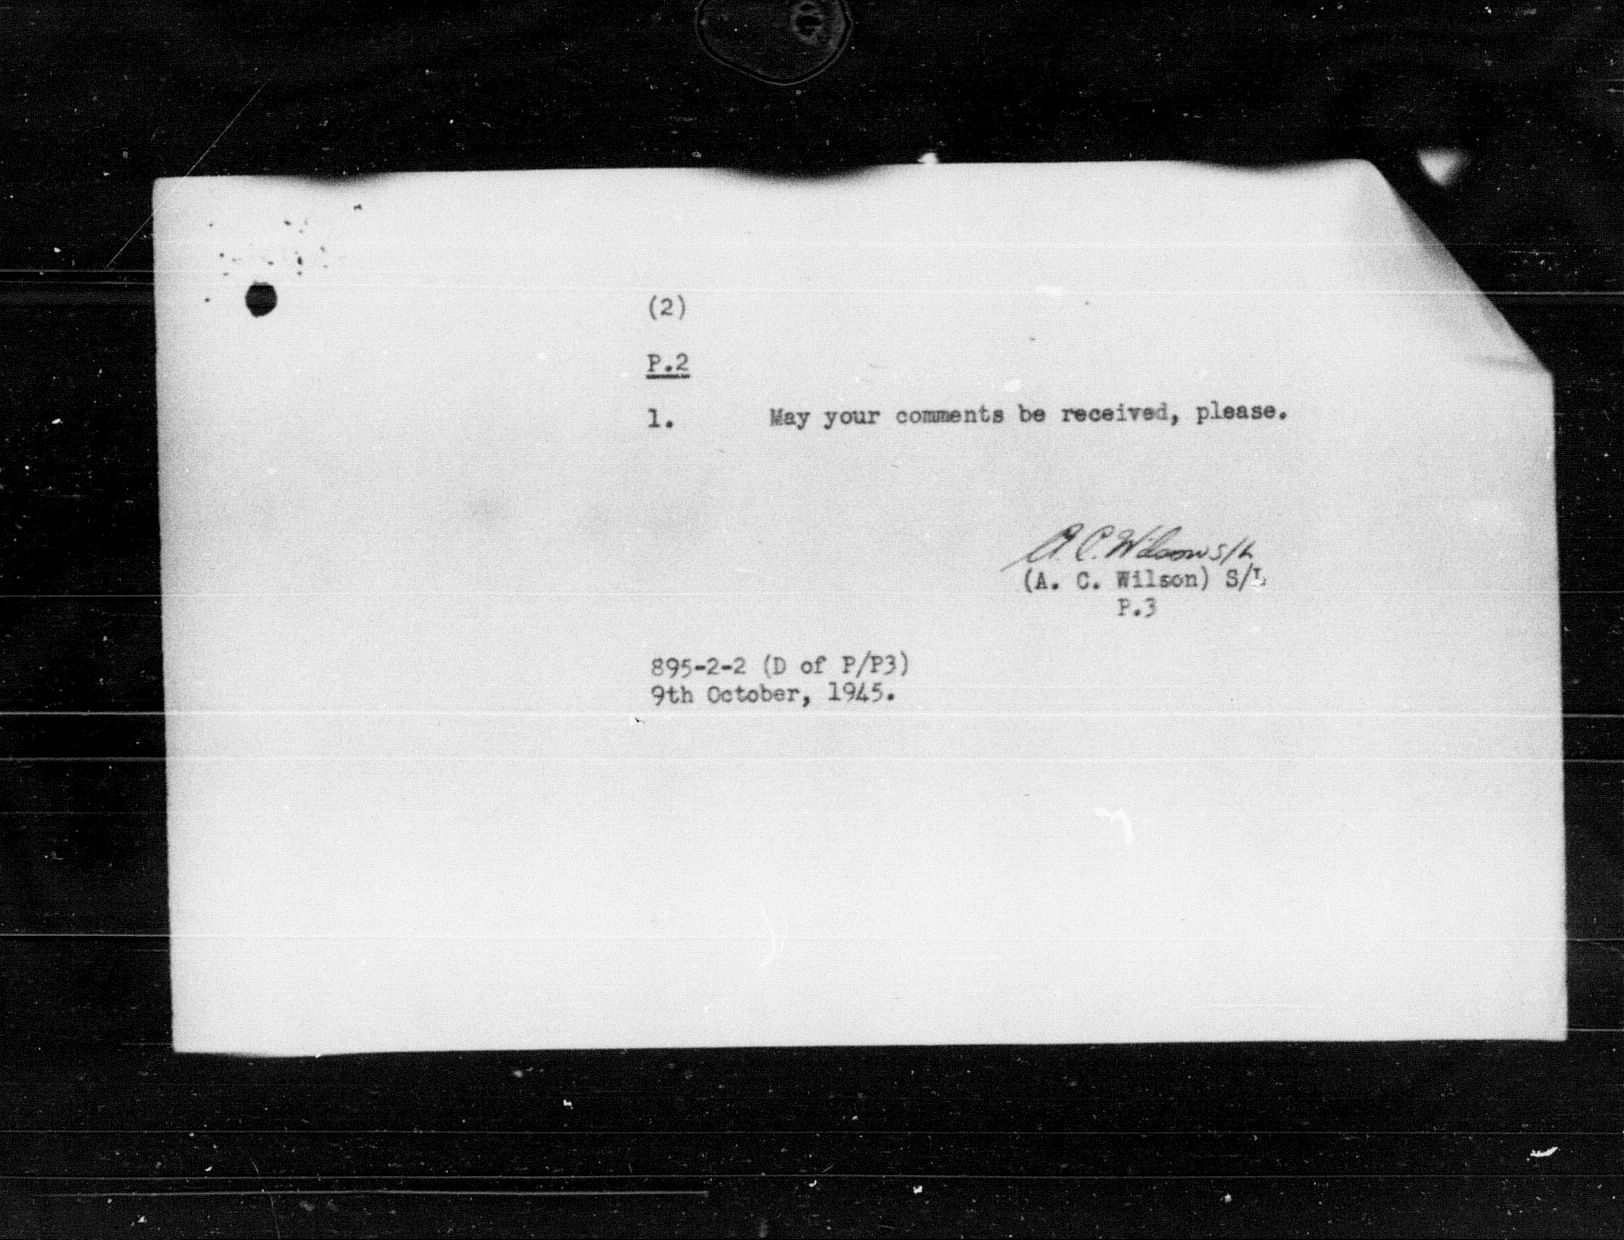 (2)
P.2
1. May your comments be received, please.
A. C. Wilson S/L
(A. C. Wilson) S/L
P.3
895-2-2 (D of P/P3)
9th October, 1945.